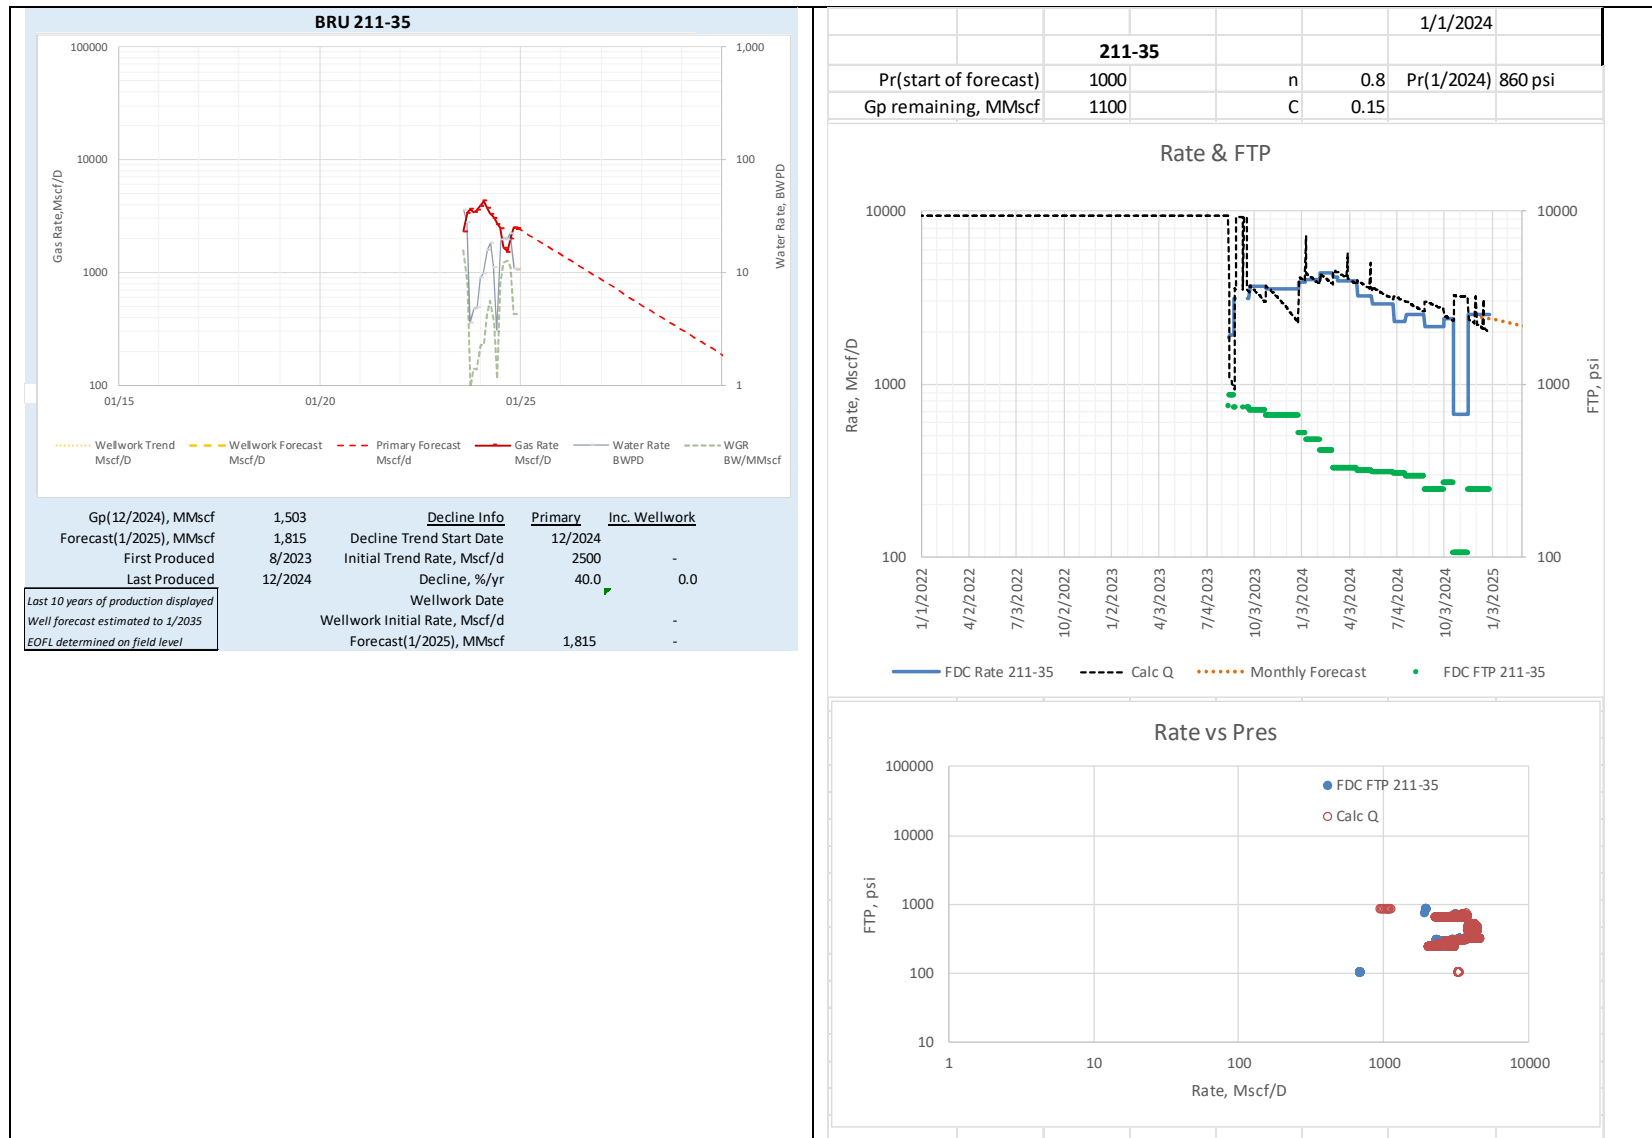 BRU 211-35
100000
10000
1000
100
1,000
100
10
1
Gas Rate,Mscf/D
Water Rate, BWPD
01/15
01/20
01/25
Wellwork Trend Mscf/D
Wellwork Forecast Mscf/D
Primary Forecast Mscf/d
Gas Rate Mscf/D
Water Rate BWPD
WGR BW/MMscf
Gp(12/2024), MMscf 1,503 Decline Info Primary Inc. Wellwork
Forecast(1/2025), MMscf 1,815 Decline Trend Start Date 12/2024
First Produced 8/2023 Initial Trend Rate, Mscf/d 2500 -
Last Produced 12/2024 Decline, %/yr 40.0 0.0
Last 10 years of production displayed Wellwork Date
Well forecast estimated to 1/2035 Wellwork Initial Rate, Mscf/d -
EOFL determined on field level Forecast(1/2025), MMscf 1,815 -
1/1/2024
211-35
Pr(start of forecast) 1000 n 0.8 Pr(1/2024) 860 psi
Gp remaining, MMscf 1100 C 0.15
Rate & FTP
10000
1000
100
10000
1000
100
Rate, Mscf/D
FTP, psi
1/1/2022
4/2/2022
7/3/2022
10/2/2022
1/2/2023
4/3/2023
7/4/2023
10/3/2023
1/3/2024
4/3/2024
7/4/2024
10/3/2024
1/3/2025
FDC Rate 211-35 Calc Q Monthly Forecast FDC FTP 211-35
Rate vs Pres
100000
10000
1000
100
10
FTP, psi
FDC FTP 211-35
Calc Q
1 10 100 1000 10000
Rate, Mscf/D